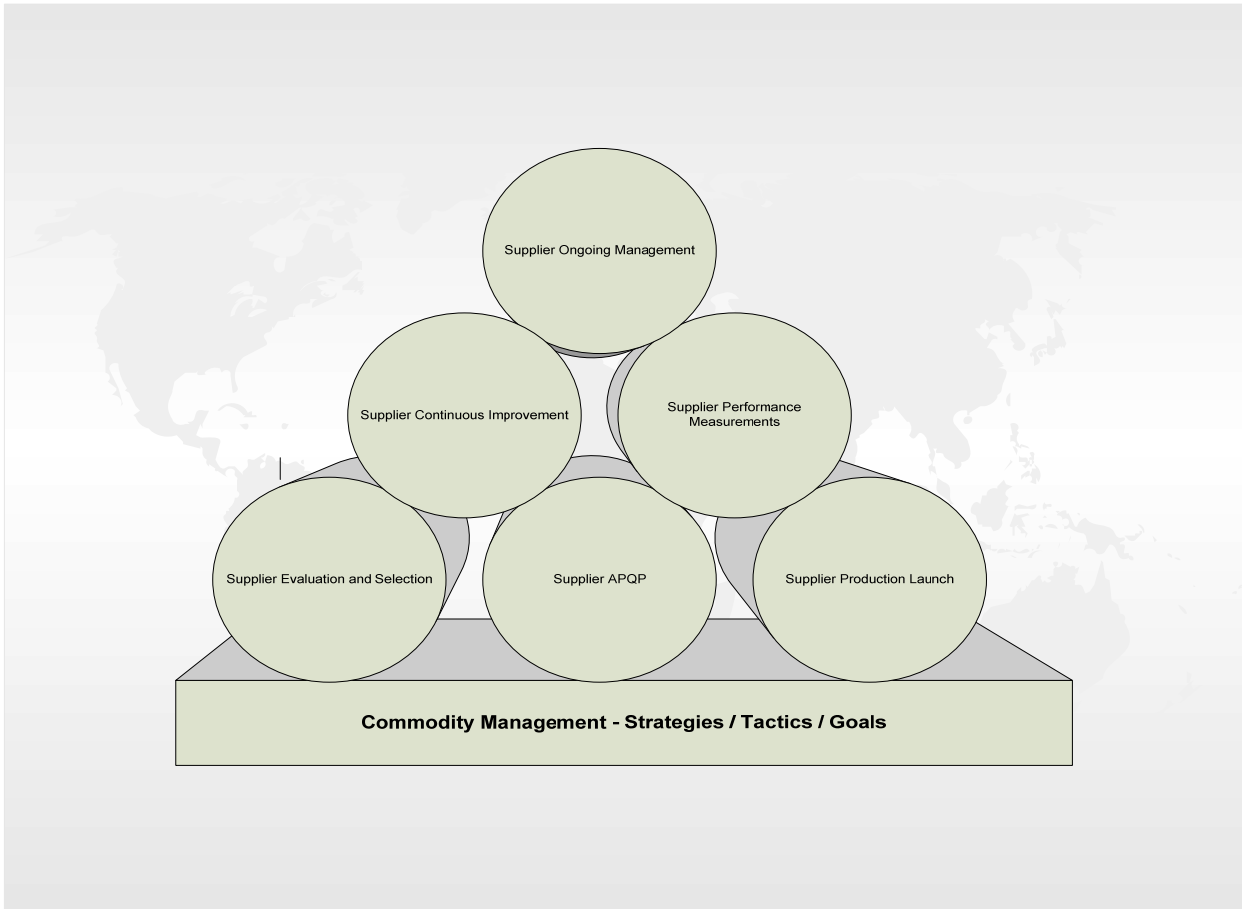 Supplier Ongoing Management
Supplier Continuous Improvement
Supplier Performance
Measurements
Supplier Evaluation and Selection
Supplier APQP
Supplier Production Launch
Commodity Management - Strategies / Tactics / Goals